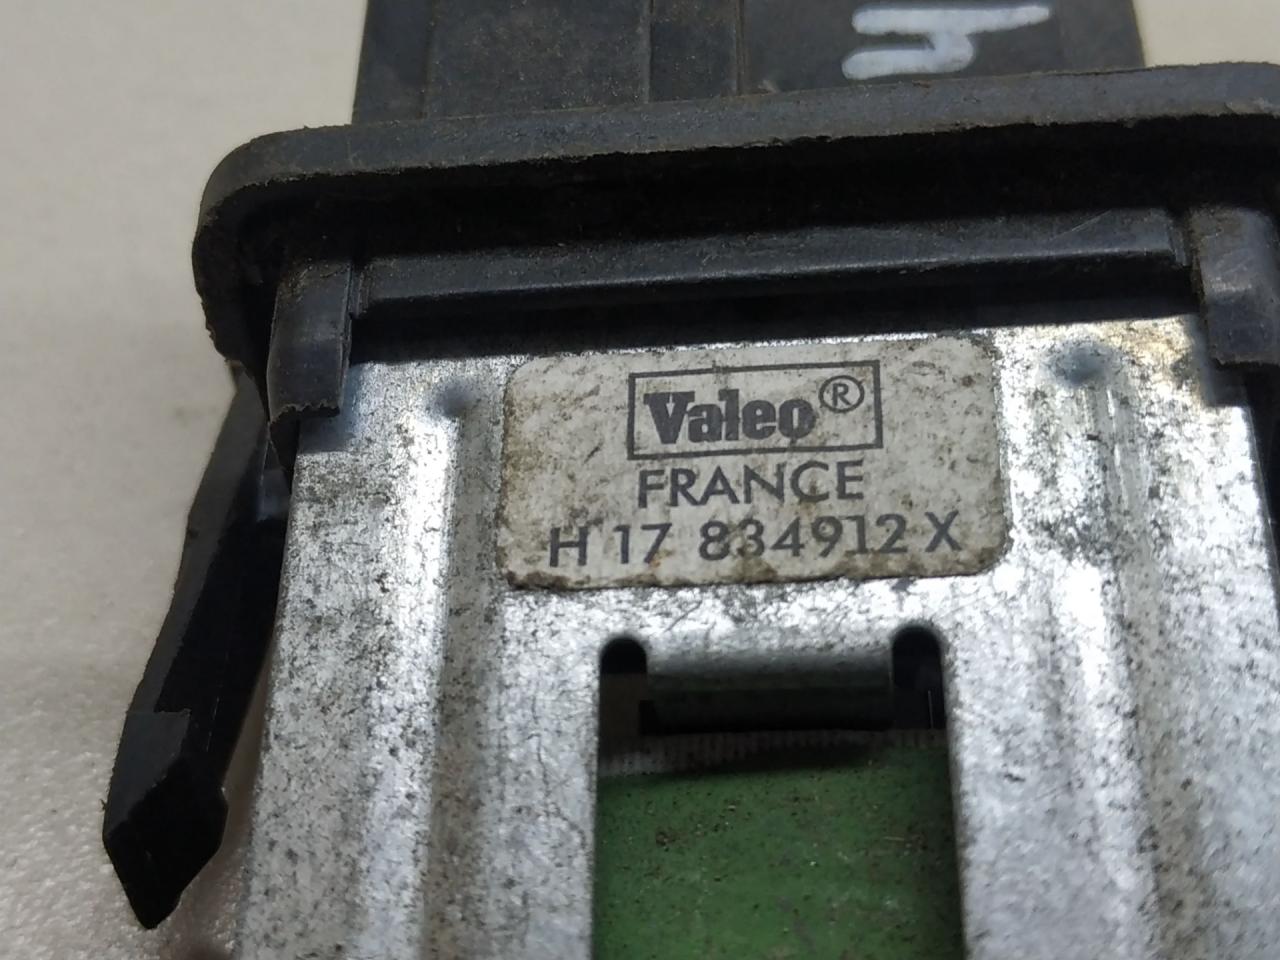 Valeo®
FRANCE
H 17 834912 X